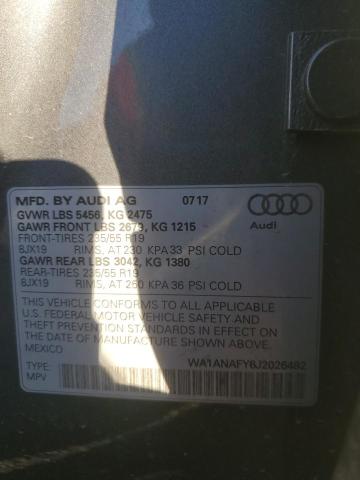 MFD. BY AUDI AG 0717
GVWR LBS 5456, KG 2475
GAWR FRONT LBS 2679, KG 1215
FRONT-TIRES 235/55 R19
8JX19 RIMS, AT 230 KPA 33 PSI COLD
GAWR REAR LBS 3042, KG 1380
REAR-TIRES 235/55 R19
8JX19 RIMS, AT 250 KPA 36 PSI COLD
Audi
THIS VEHICLE CONFORMS TO ALL APPLICABLE
U.S. FEDERAL MOTOR VEHICLE SAFETY AND
THEFT PREVENTION STANDARDS IN EFFECT ON
THE DATE OF MANUFACTURE SHOWN ABOVE.
MEXICO
WA1ANAFY6J2026482
TYPE:
MPV